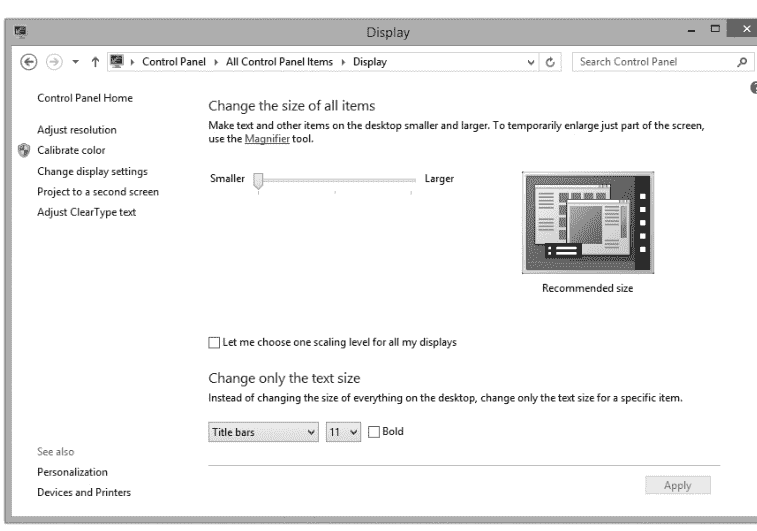 Display
Control Panel All Control Panel Items Display
Search Control Panel
Control Panel Home
Adjust resolution
Calibrate color
Change display settings
Project to a second screen
Adjust ClearType text
Change the size of all items
Make text and other items on the desktop smaller and larger. To temporarily enlarge just part of the screen,
use the Magnifier tool.
Smaller Larger
Recommended size
Let me choose one scaling level for all my displays
Change only the text size
Instead of changing the size of everything on the desktop, change only the text size for a specific item.
Title bars 11 Bold
Apply
See also
Personalization
Devices and Printers